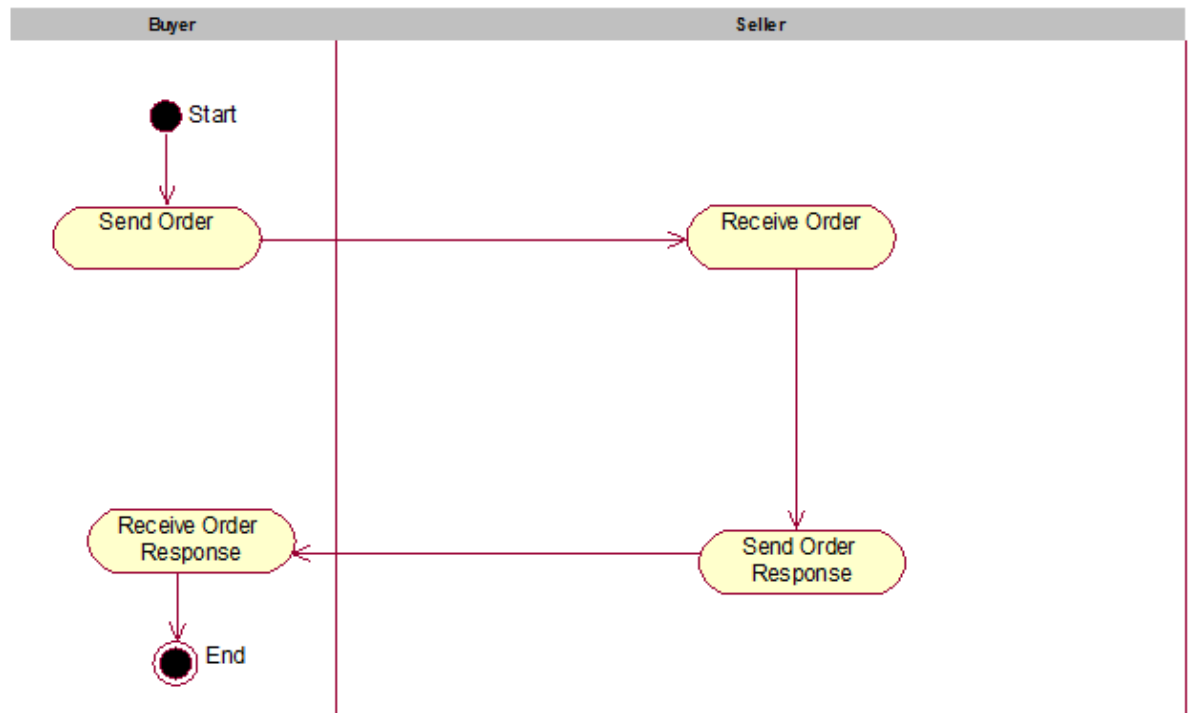 Buyer
Seller
Start
Send Order
Receive Order
Receive Order
Response
Send Order
Response
End